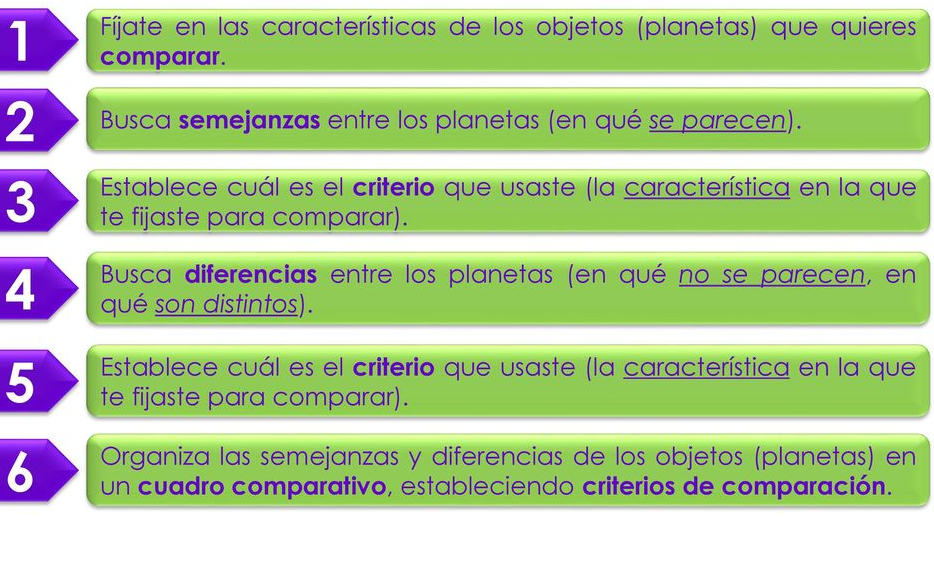 1
Fíjate en las características de los objetos (planetas) que quieres
comparar.
2
Busca semejanzas entre los planetas (en qué se parecen).
3
Establece cuál es el criterio que usaste (la característica en la que
te fijaste para comparar).
4
Busca diferencias entre los planetas (en qué no se parecen, en
qué son distintos).
5
Establece cuál es el criterio que usaste (la característica en la que
te fijaste para comparar).
6
Organiza las semejanzas y diferencias de los objetos (planetas) en
un cuadro comparativo, estableciendo criterios de comparación.